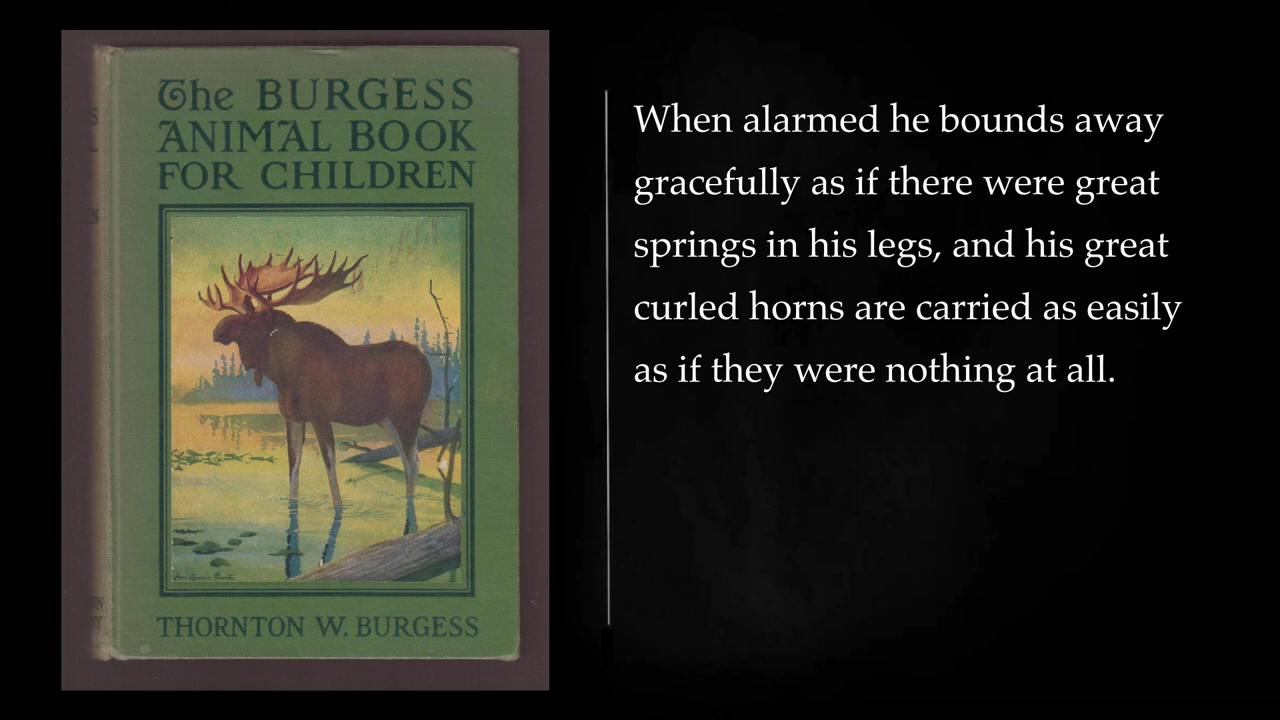 The BURGESS
ANIMAL BOOK
FOR CHILDREN
THORNTON W. BURGESS
When alarmed he bounds away
gracefully as if there were great
springs in his legs, and his great
curled horns are carried as easily
as if they were nothing at all.